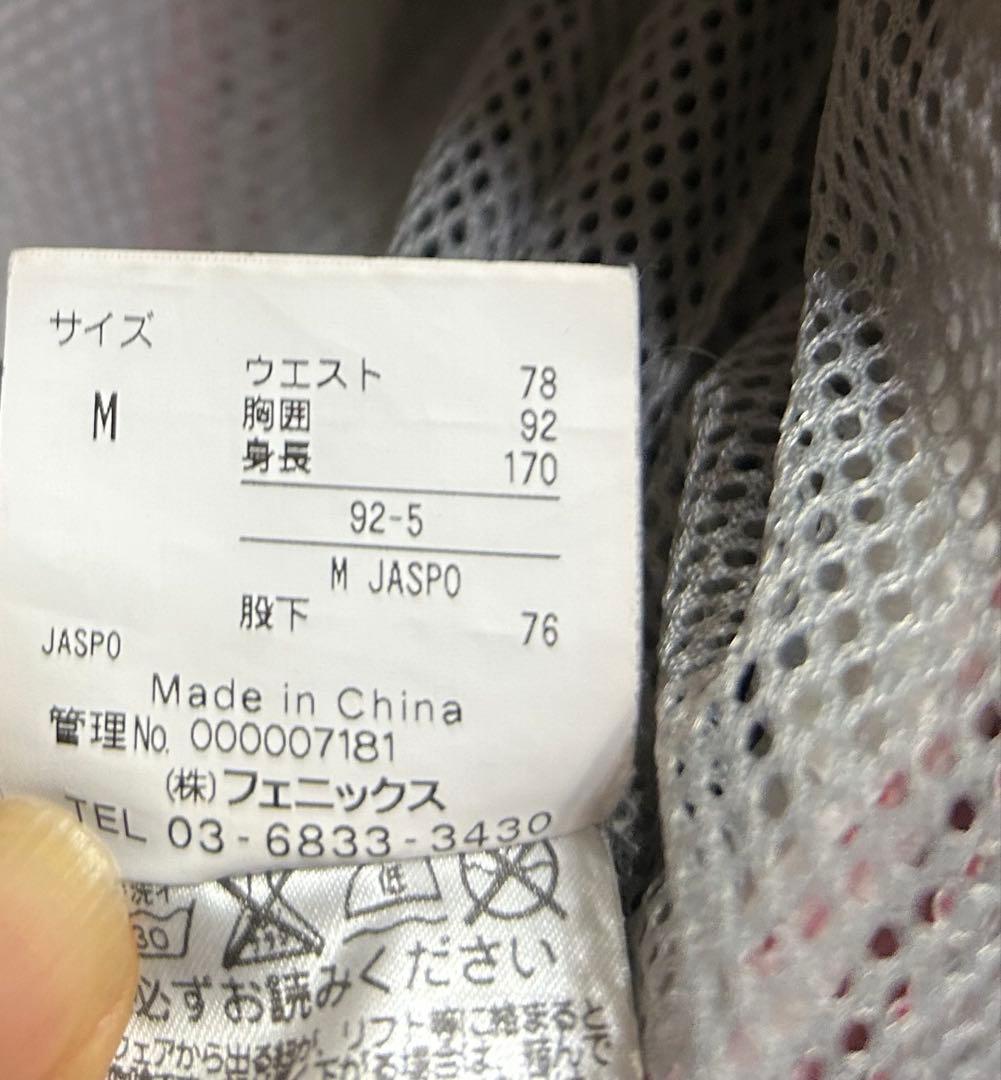 サイズ
M
ウエスト 78
胸囲 92
身長 170
92-5
M JASPO
股下 76
JASPO
Made in China
管理No. 000007181
(株)フェニックス
TEL 03-6833-3430
30
低
必ずお読みください